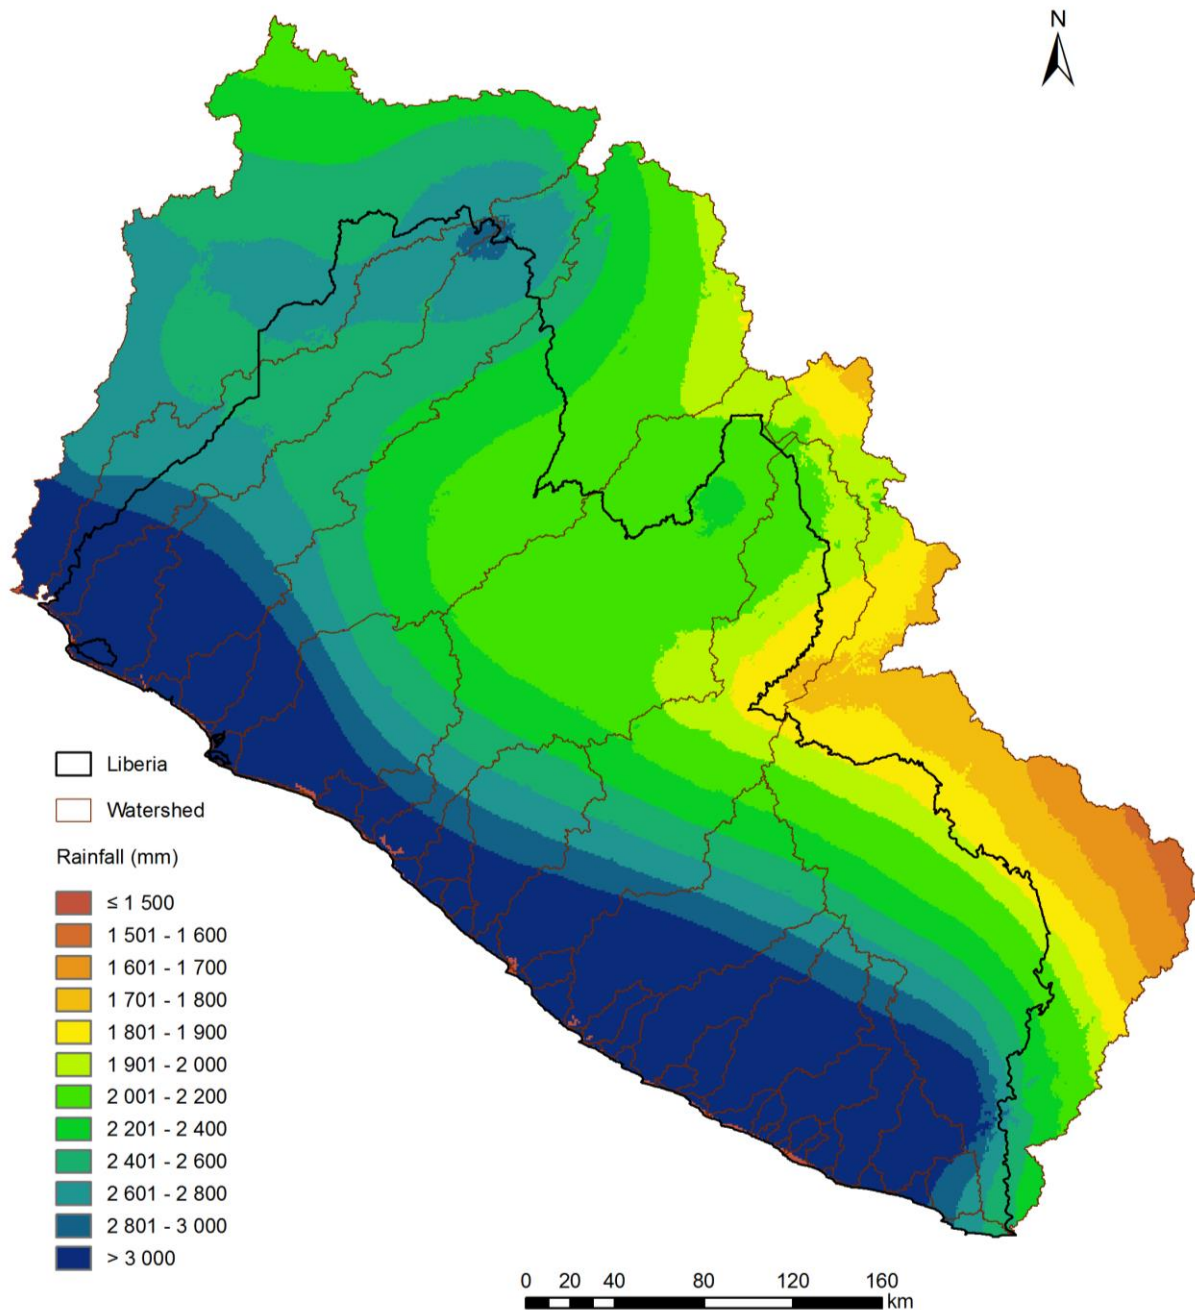 N
Liberia
Watershed
Rainfall (mm)
≤ 1 500
1 501 - 1 600
1 601 - 1 700
1 701 - 1 800
1 801 - 1 900
1 901 - 2 000
2 001 - 2 200
2 201 - 2 400
2 401 - 2 600
2 601 - 2 800
2 801 - 3 000
> 3 000
0 20 40 80 120 160
km